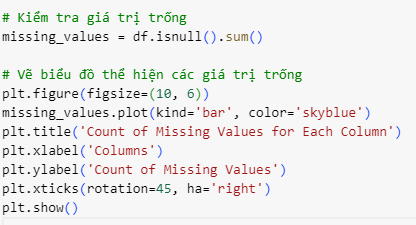 # Kiểm tra giá trị trống
missing_values = df.isnull().sum()
# Vẽ biểu đồ thể hiện các giá trị trống
plt.figure(figsize=(10, 6))
missing_values.plot(kind='bar', color='skyblue')
plt.title('Count of Missing Values for Each Column')
plt.xlabel('Columns')
plt.ylabel('Count of Missing Values')
plt.xticks(rotation=45, ha='right')
plt.show()